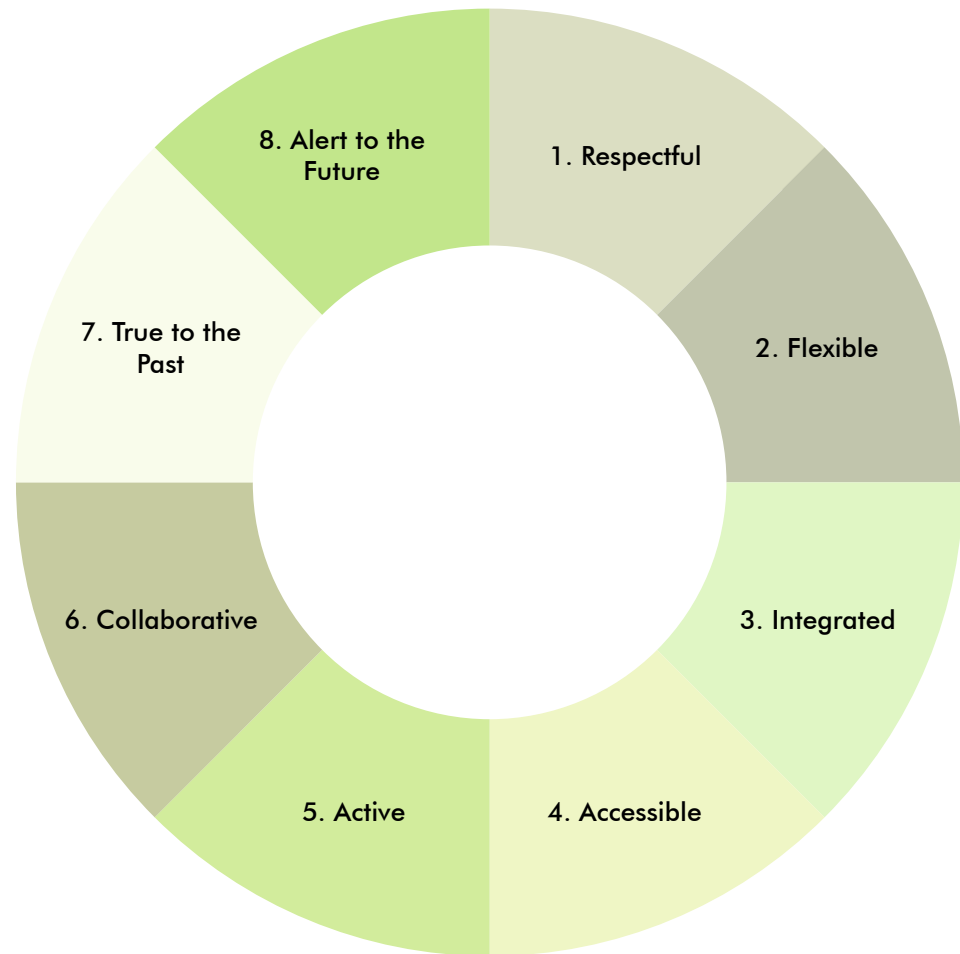 1. Respectful
2. Flexible
3. Integrated
4. Accessible
5. Active
6. Collaborative
7. True to the
Past
8. Alert to the
Future